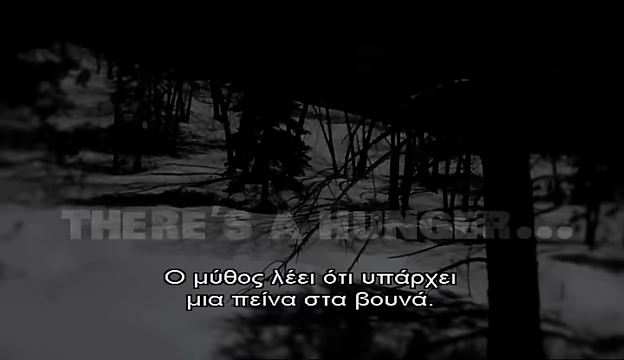 THERE'S A HUNGER...
Ο μύθος λέει ότι υπάρχει
μια πείνα στα βουνά.